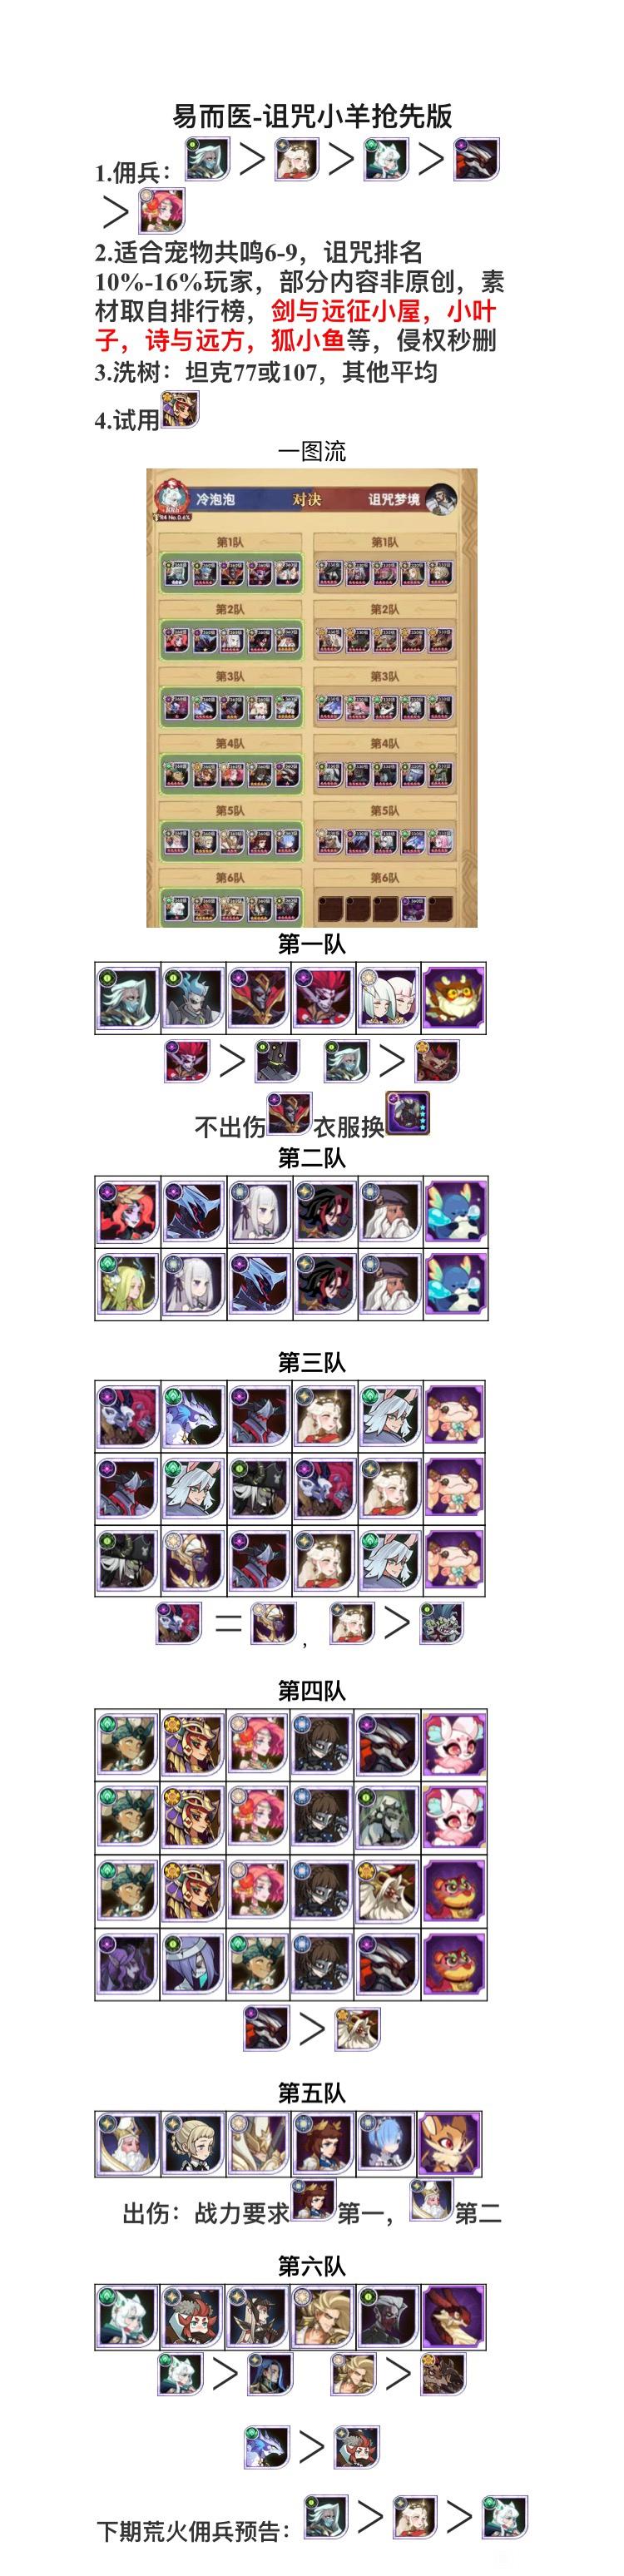 易而医-诅咒小羊抢先版
1.佣兵： > > >
>
2.适合宠物共鸣6-9，诅咒排名
10%-16%玩家，部分内容非原创，素
材取自排行榜，剑与远征小屋，小叶
子，诗与远方，狐小鱼等，侵权秒删
3.洗树：坦克77或107，其他平均
4.试用
一图流
冷泡泡 对决 诅咒梦境
第1队 第1队
第2队 第2队
第3队 第3队
第4队 第4队
第5队 第5队
第6队 第6队
第一队
> >
不出伤 衣服换
第二队
第三队
= ， >
第四队
>
第五队
出伤：战力要求 第一， 第二
第六队
> >
>
下期荒火佣兵预告： > >